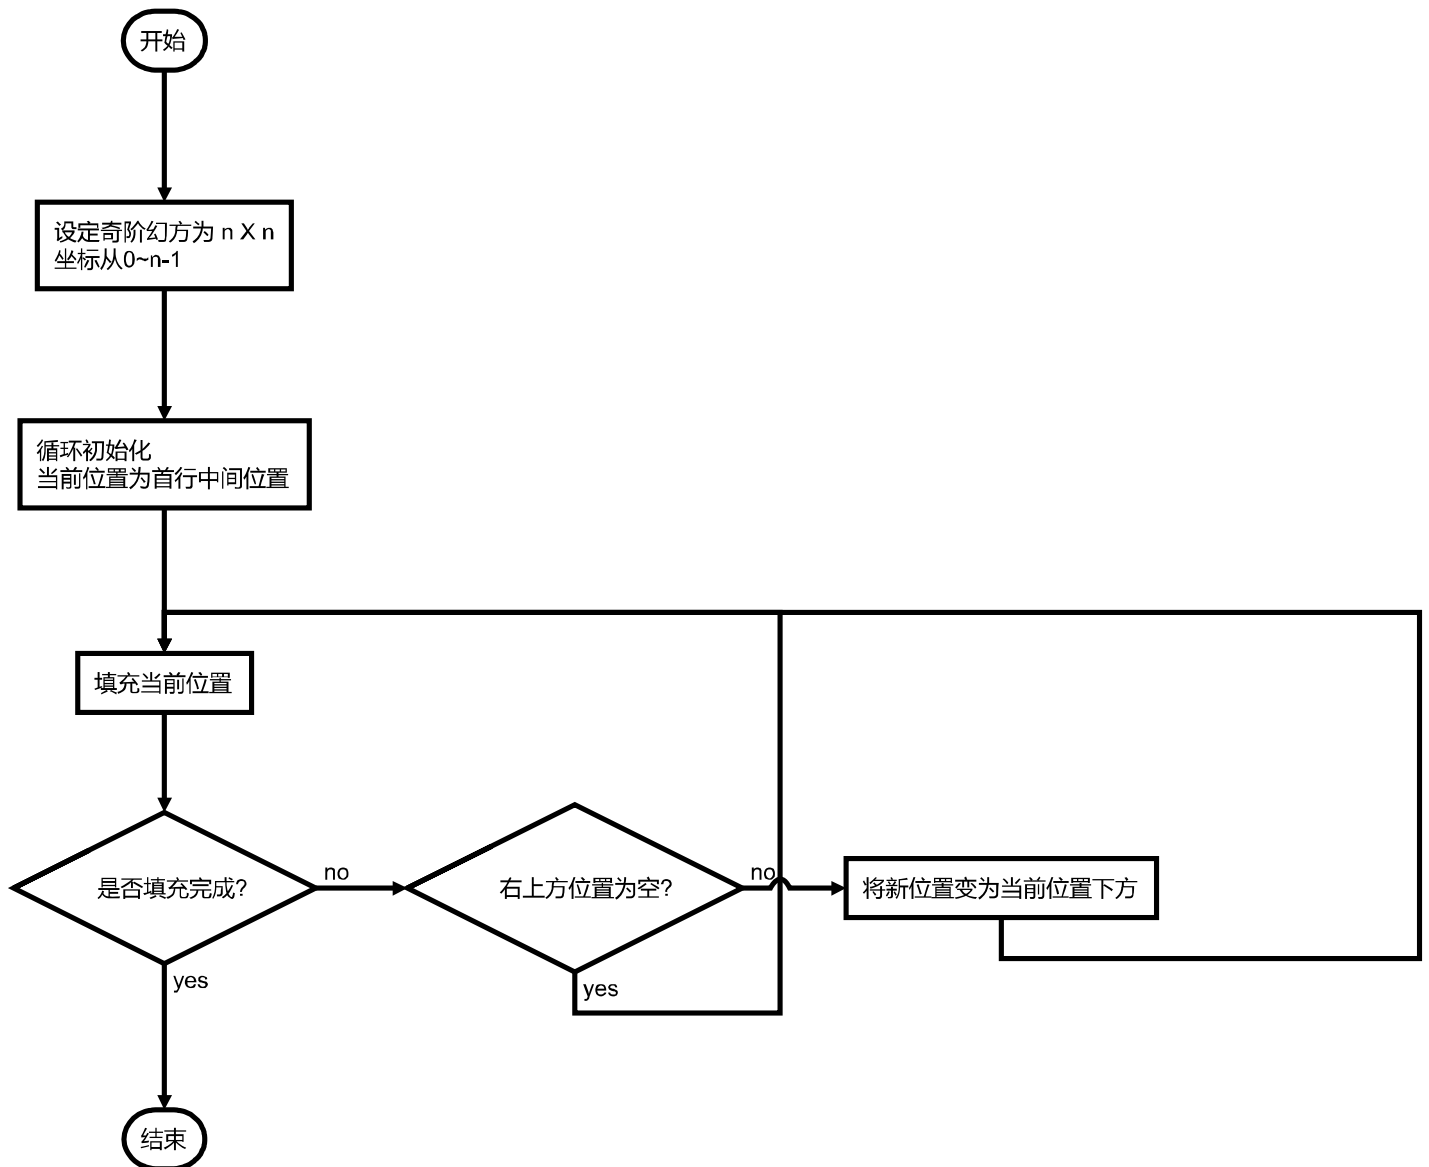 开始
设定奇阶幻方为 n X n
坐标从0~n-1
循环初始化
当前位置为首行中间位置
填充当前位置
是否填充完成?
no
右上方位置为空?
no
将新位置变为当前位置下方
yes
yes
结束